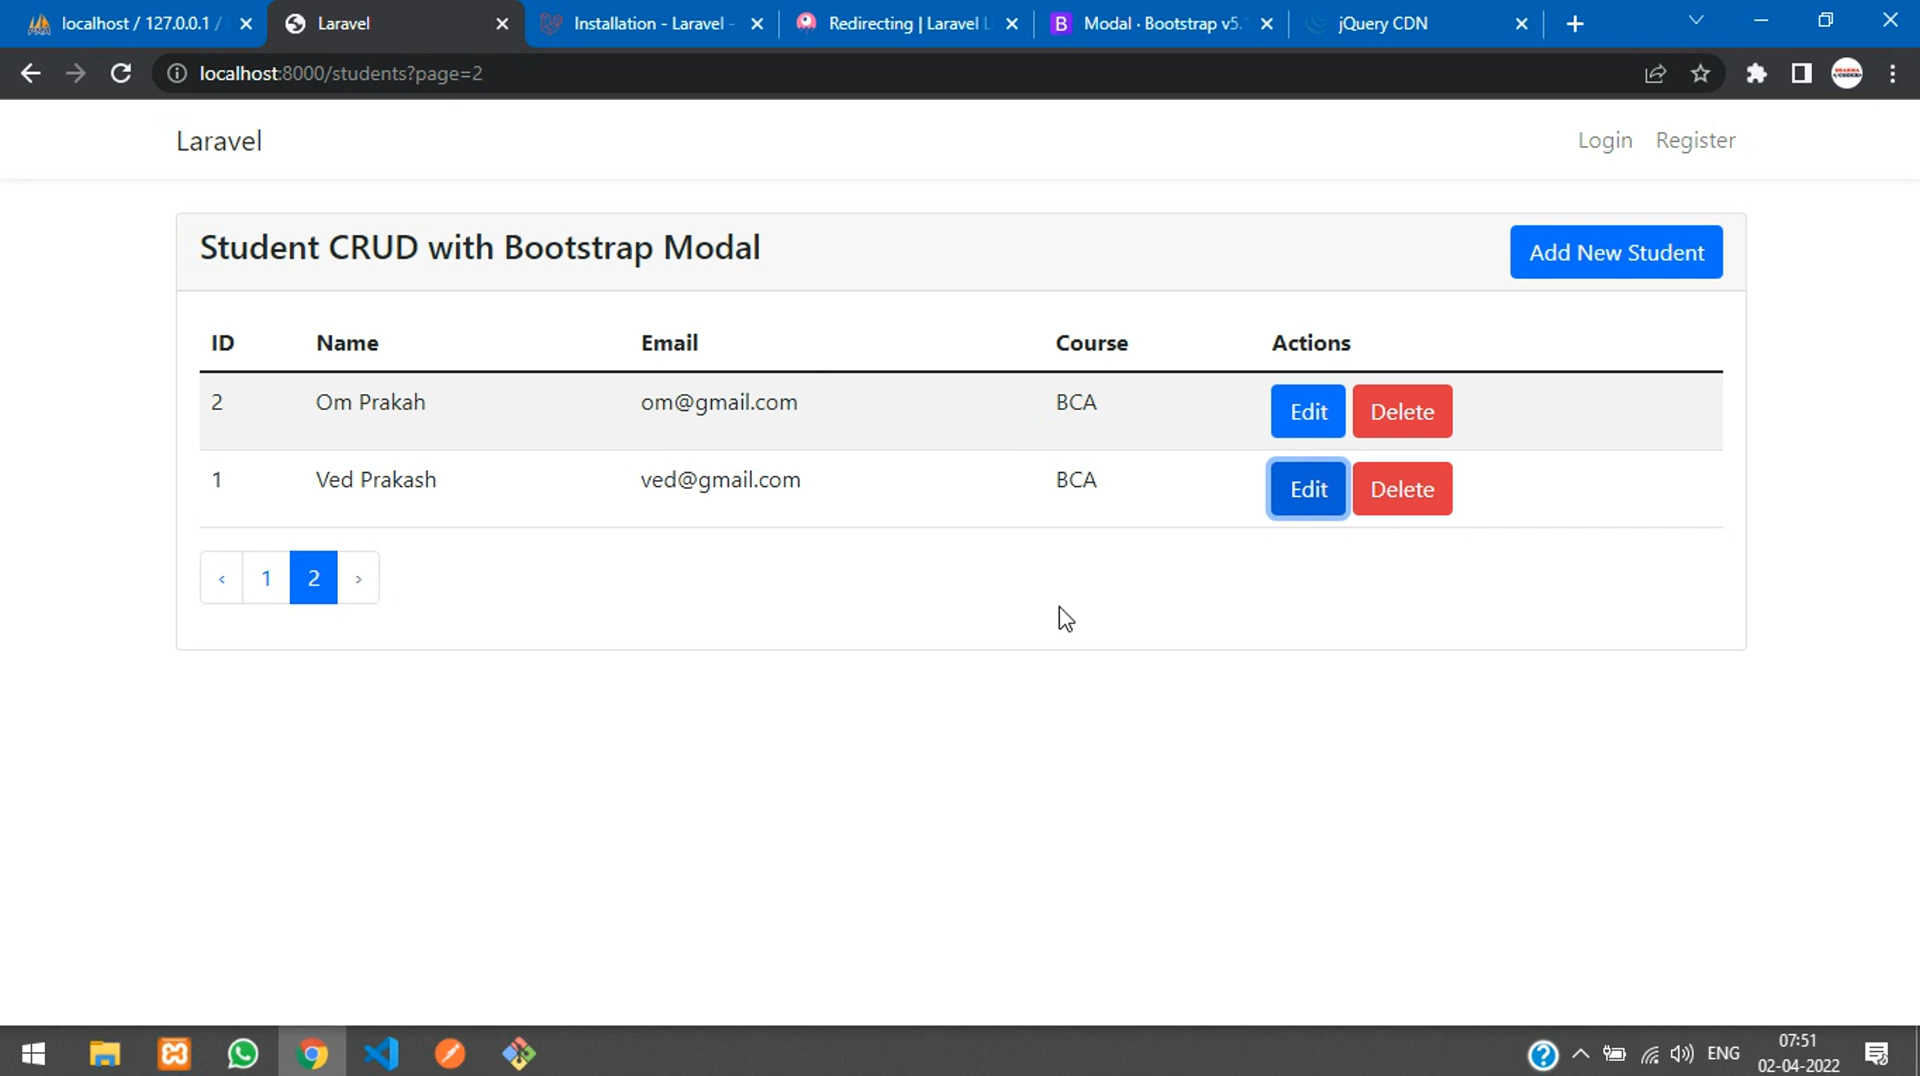 localhost / 127.0.0.1 /
Laravel
Installation - Laravel -
Redirecting | Laravel L
B Modal · Bootstrap v5.
jQuery CDN
localhost:8000/students?page=2
Laravel
Login Register
Student CRUD with Bootstrap Modal
Add New Student
ID Name Email Course Actions
2 Om Prakah om@gmail.com BCA Edit Delete
1 Ved Prakash ved@gmail.com BCA Edit Delete
‹ 1 2 ›
ENG
07:51
02-04-2022